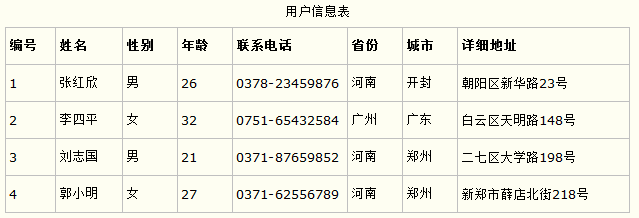 用户信息表
编号 姓名 性别 年龄 联系电话 省份 城市 详细地址
1 张红欣 男 26 0378-23459876 河南 开封 朝阳区新华路23号
2 李四平 女 32 0751-65432584 广州 广东 白云区天明路148号
3 刘志国 男 21 0371-87659852 河南 郑州 二七区大学路198号
4 郭小明 女 27 0371-62556789 河南 郑州 新郑市薛店北街218号